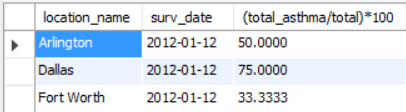 location_name surv_date (total_asthma/total)*100
Arlington 2012-01-12 50.0000
Dallas 2012-01-12 75.0000
Fort Worth 2012-01-12 33.3333